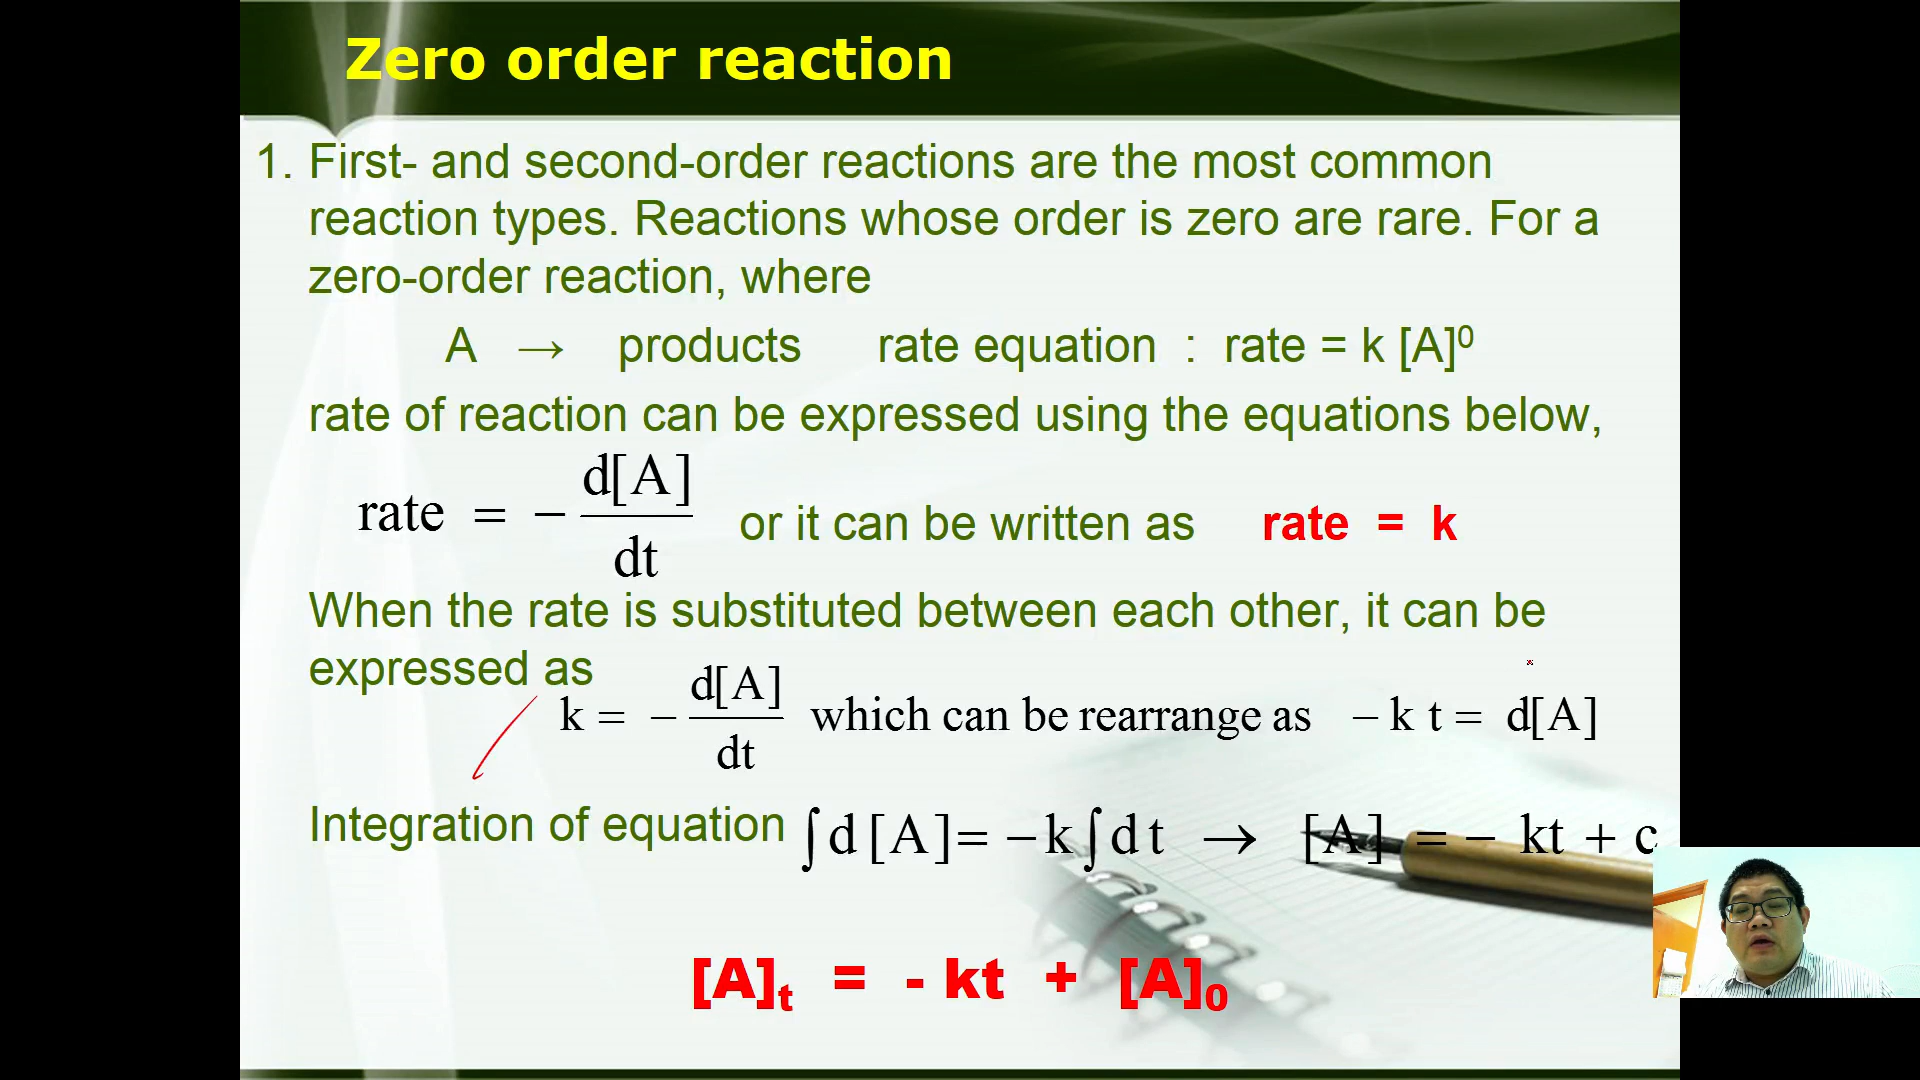 Zero order reaction
1. First- and second-order reactions are the most common
reaction types. Reactions whose order is zero are rare. For a
zero-order reaction, where
A → products rate equation : rate = k [A]⁰
rate of reaction can be expressed using the equations below,
rate = − d[A]/dt or it can be written as rate = k
When the rate is substituted between each other, it can be
expressed as
k = − d[A]/dt which can be rearrange as − k t = d[A]
Integration of equation ∫d [A] = −k∫d t → [A] = − kt + c
[A]ₜ = - kt + [A]₀